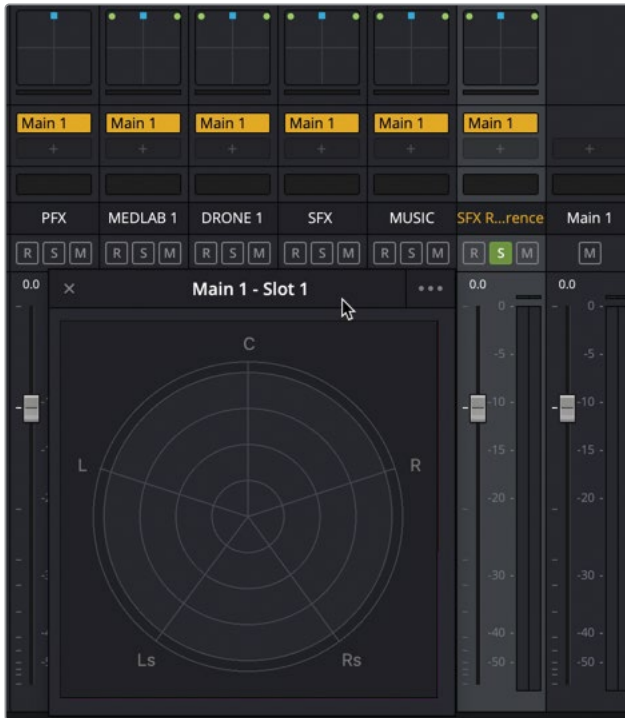 Main 1 Main 1 Main 1 Main 1 Main 1 Main 1
+ + + + + + +
PFX MEDLAB 1 DRONE 1 SFX MUSIC SFX R...rence Main 1
R S M R S M R S M R S M R S M R S M M
0.0 × Main 1 - Slot 1 ••• 0.0 0.0
0 - 0 -
C
-5 - -5 -
-10 - -10 -
L R
-15 - -15 -
-20 - -20 -
-30 - -30 -
-40 - -40 -
Ls Rs
-50 - -50 -